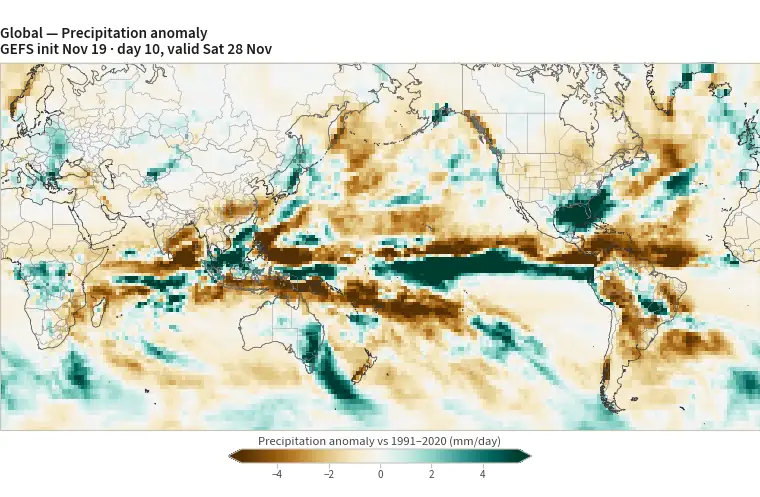 Global — Precipitation anomaly
GEFS init Nov 19 · day 10, valid Sat 28 Nov
Precipitation anomaly vs 1991–2020 (mm/day)
−4 −2 0 2 4